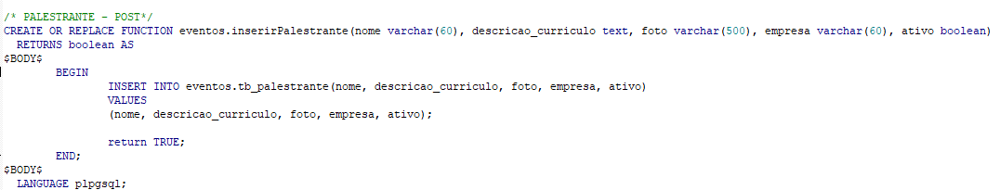 /* PALESTRANTE - POST*/
CREATE OR REPLACE FUNCTION eventos.inserirPalestrante(nome varchar(60), descricao_curriculo text, foto varchar(500), empresa varchar(60), ativo boolean)
  RETURNS boolean AS
$BODY$
        BEGIN
                INSERT INTO eventos.tb_palestrante(nome, descricao_curriculo, foto, empresa, ativo)
                VALUES
                (nome, descricao_curriculo, foto, empresa, ativo);

                return TRUE;
        END;
$BODY$
  LANGUAGE plpgsql;